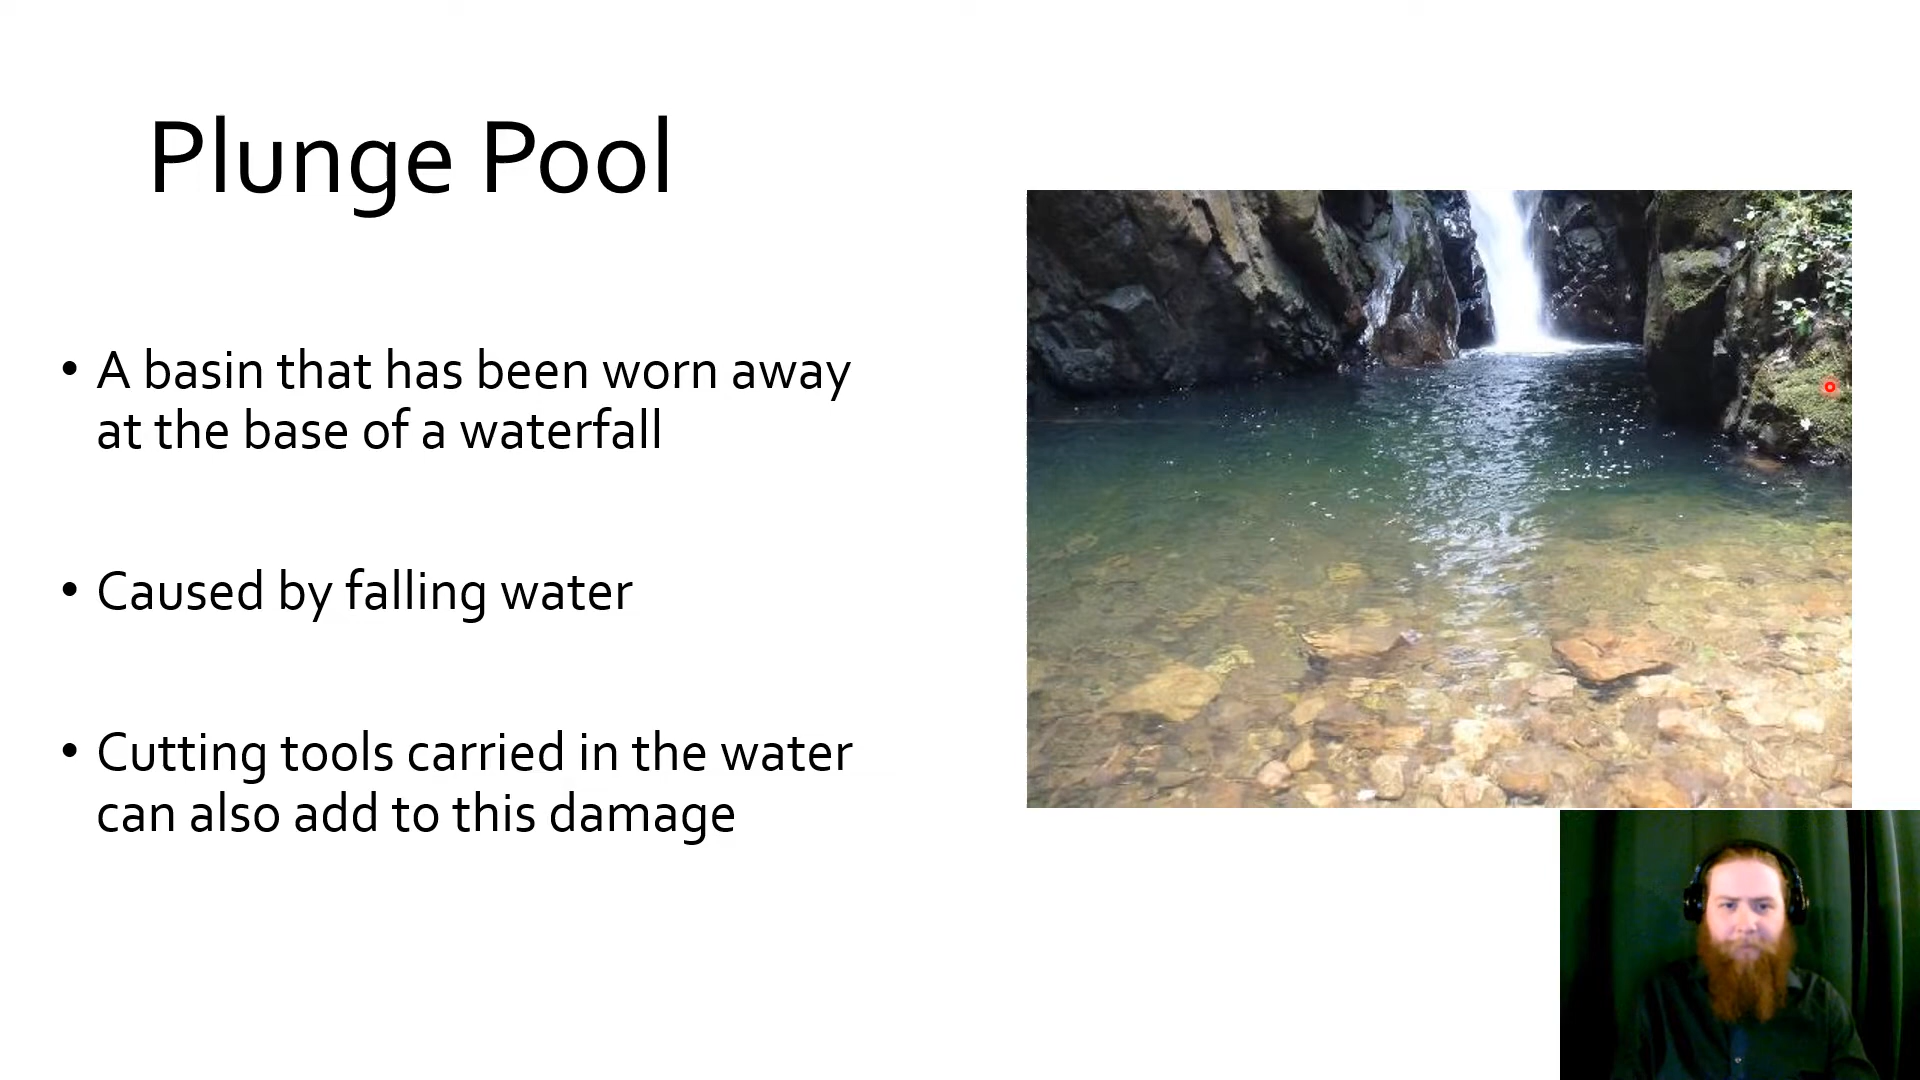 Plunge Pool
• A basin that has been worn away
at the base of a waterfall
• Caused by falling water
• Cutting tools carried in the water
can also add to this damage